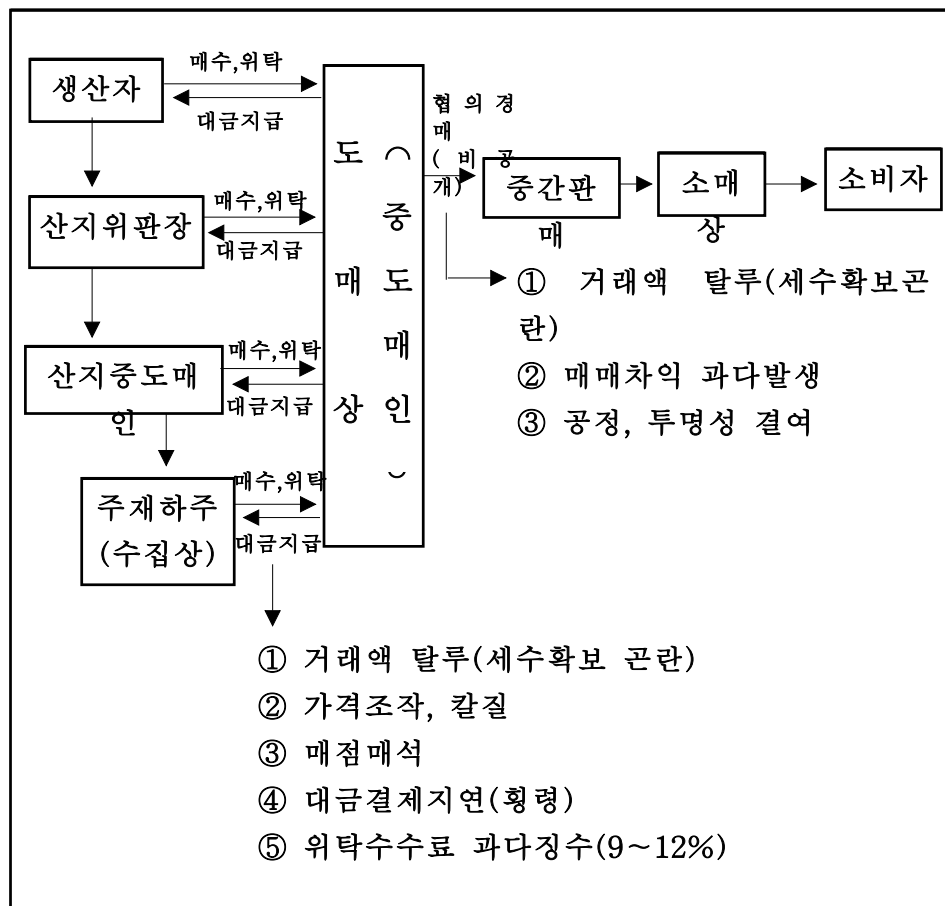 매수,위탁
생산자
대금지급
협의경
매
(비공
개)
도매상
(중도매인)
중간판
매
소매
상
소비자
매수,위탁
산지위판장
대금지급
① 거래액 탈루(세수확보곤
란)
② 매매차익 과다발생
③ 공정, 투명성 결여
매수,위탁
산지중도매
인
대금지급
매수,위탁
주재하주
(수집상)
대금지급
① 거래액 탈루(세수확보 곤란)
② 가격조작, 칼질
③ 매점매석
④ 대금결제지연(횡령)
⑤ 위탁수수료 과다징수(9~12%)